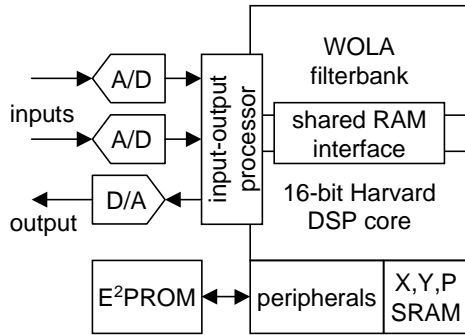 WOLA
filterbank
A/D
inputs
A/D
D/A
output
input-output
processor
shared RAM
interface
16-bit Harvard
DSP core
E²PROM
peripherals
X,Y,P
SRAM